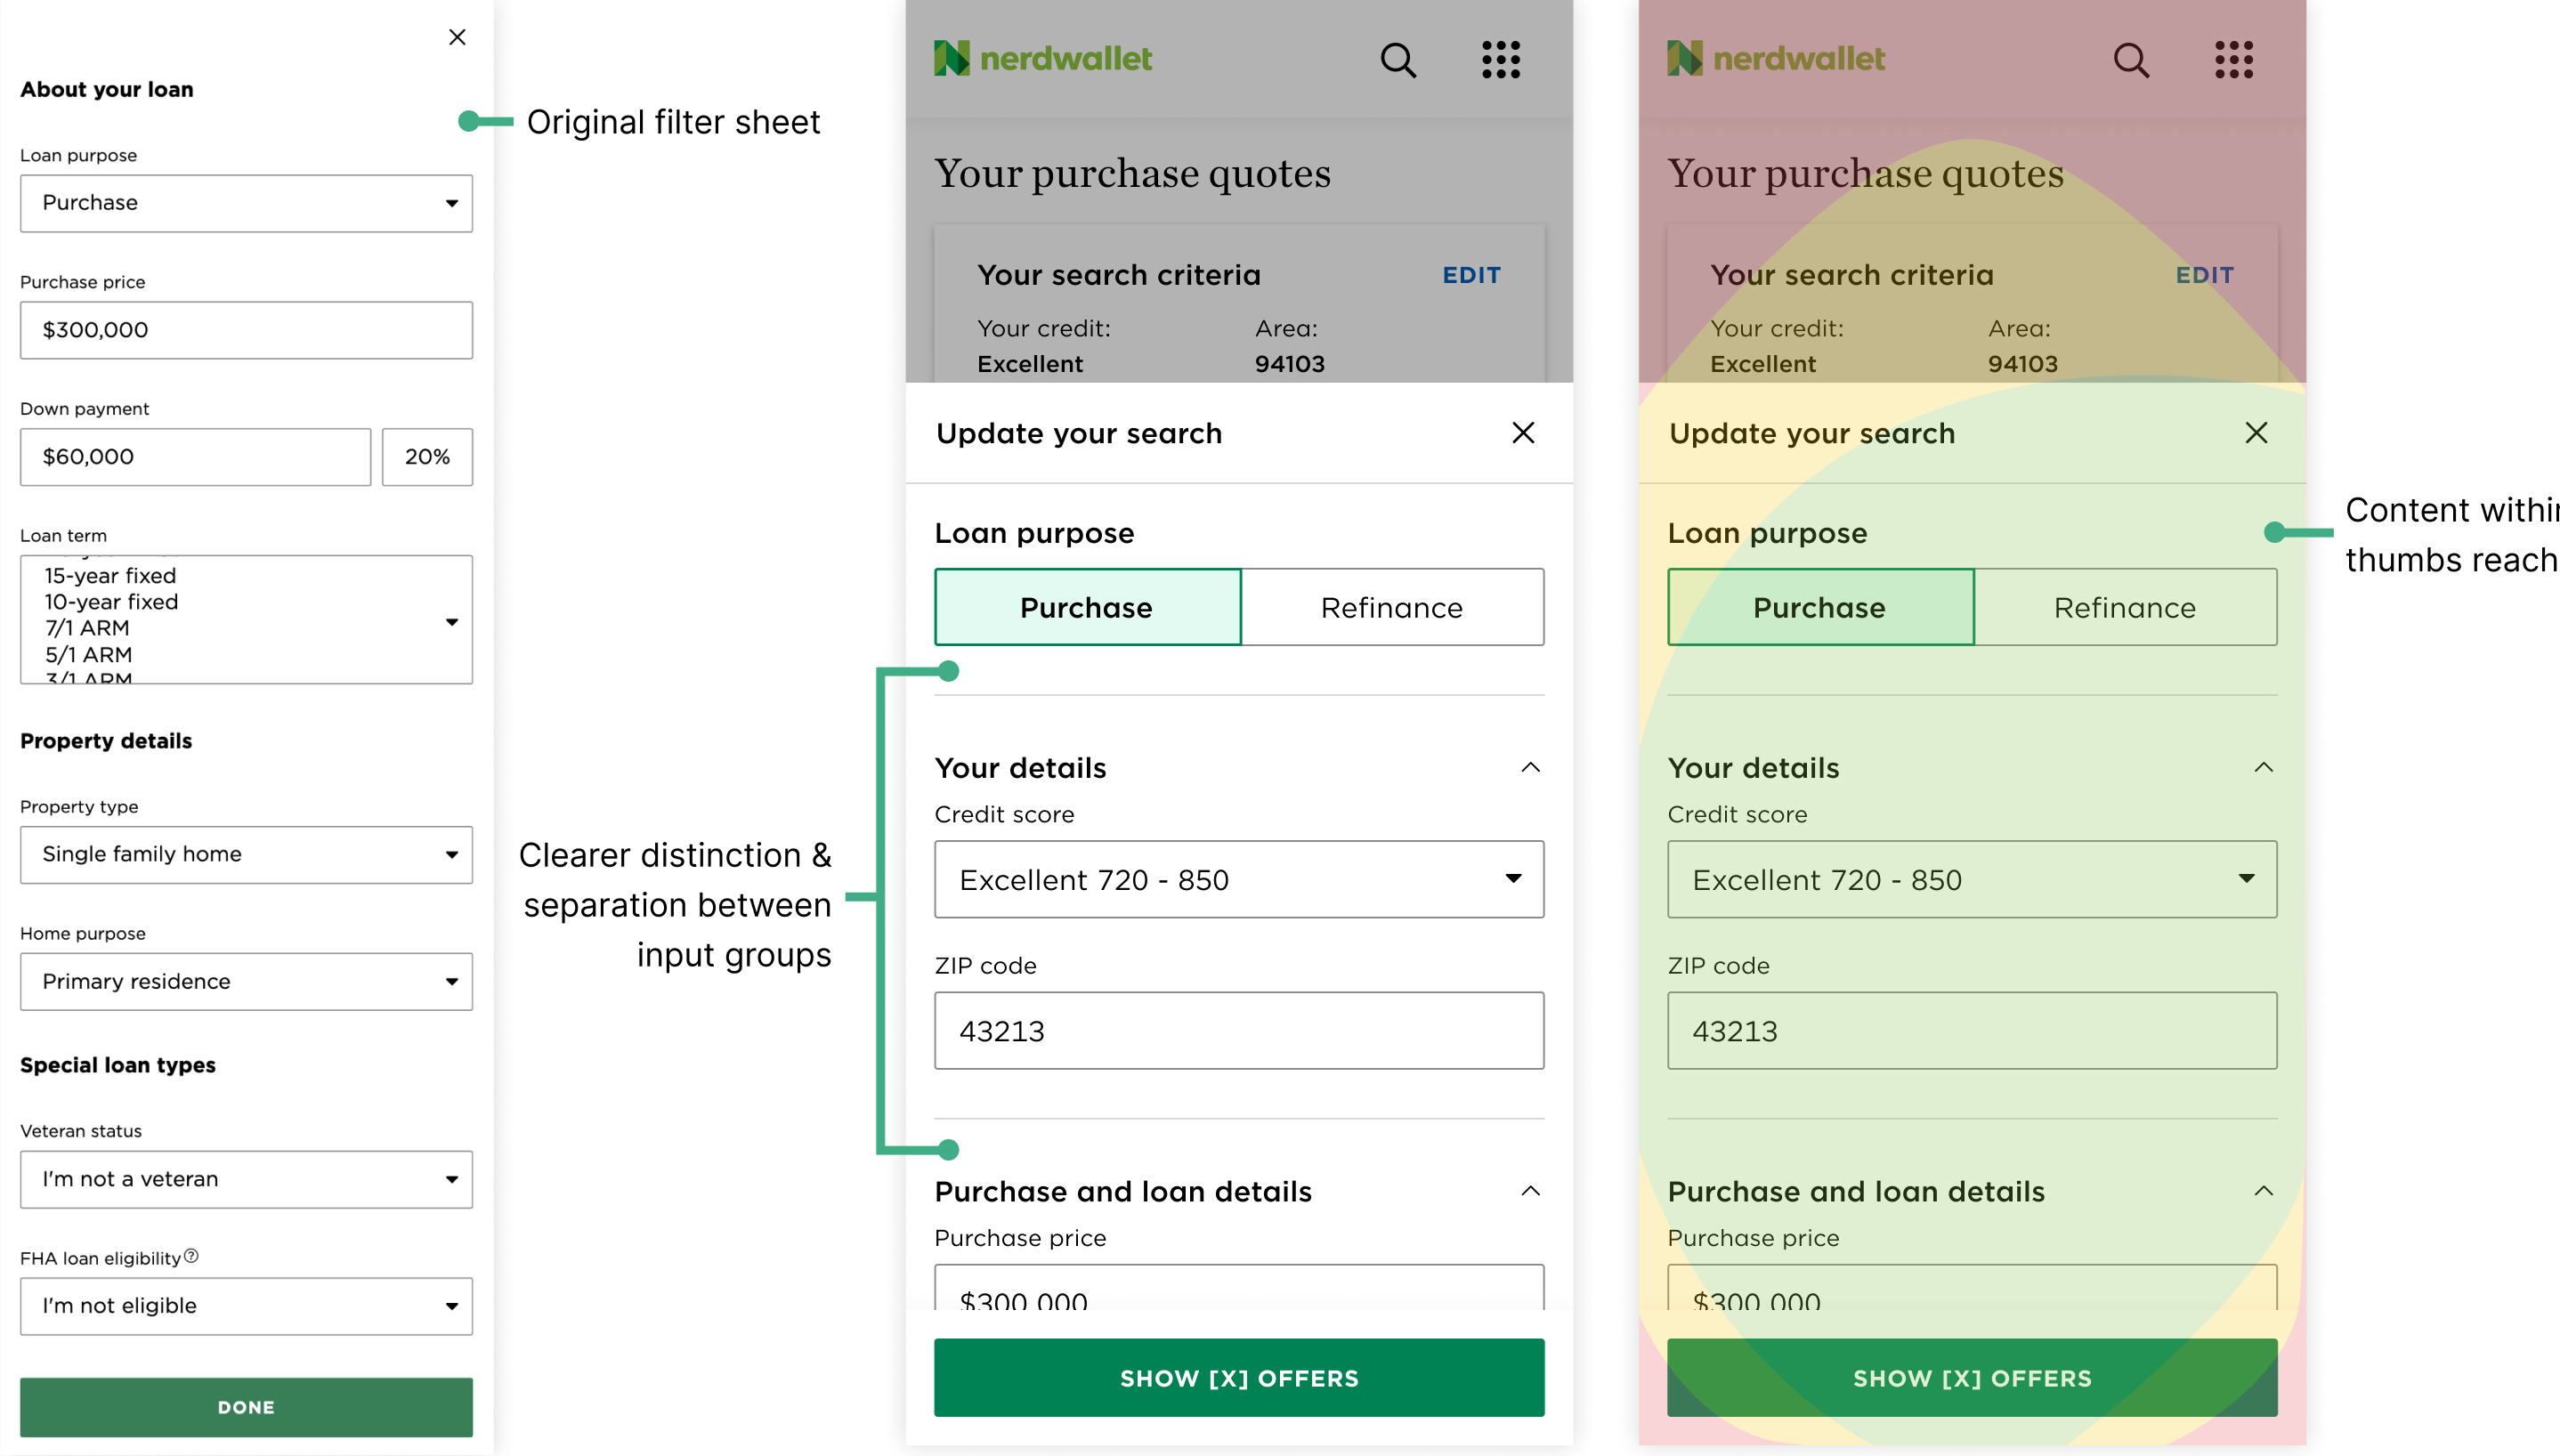 About your loan
Original filter sheet
Loan purpose
Purchase
Purchase price
$300,000
Down payment
$60,000
20%
Loan term
15-year fixed
10-year fixed
7/1 ARM
5/1 ARM
3/1 ARM
Property details
Property type
Single family home
Home purpose
Primary residence
Special loan types
Veteran status
I'm not a veteran
FHA loan eligibility?
I'm not eligible
DONE
Clearer distinction &
separation between
input groups
nerdwallet
Your purchase quotes
Your search criteria
EDIT
Your credit:
Area:
Excellent
94103
Update your search
Loan purpose
Purchase
Refinance
Your details
Credit score
Excellent 720 - 850
ZIP code
43213
Purchase and loan details
Purchase price
$300 000
SHOW [X] OFFERS
nerdwallet
Your purchase quotes
Your search criteria
EDIT
Your credit:
Area:
Excellent
94103
Update your search
Loan purpose
Purchase
Refinance
Your details
Credit score
Excellent 720 - 850
ZIP code
43213
Purchase and loan details
Purchase price
$300 000
SHOW [X] OFFERS
Content within
thumbs reach